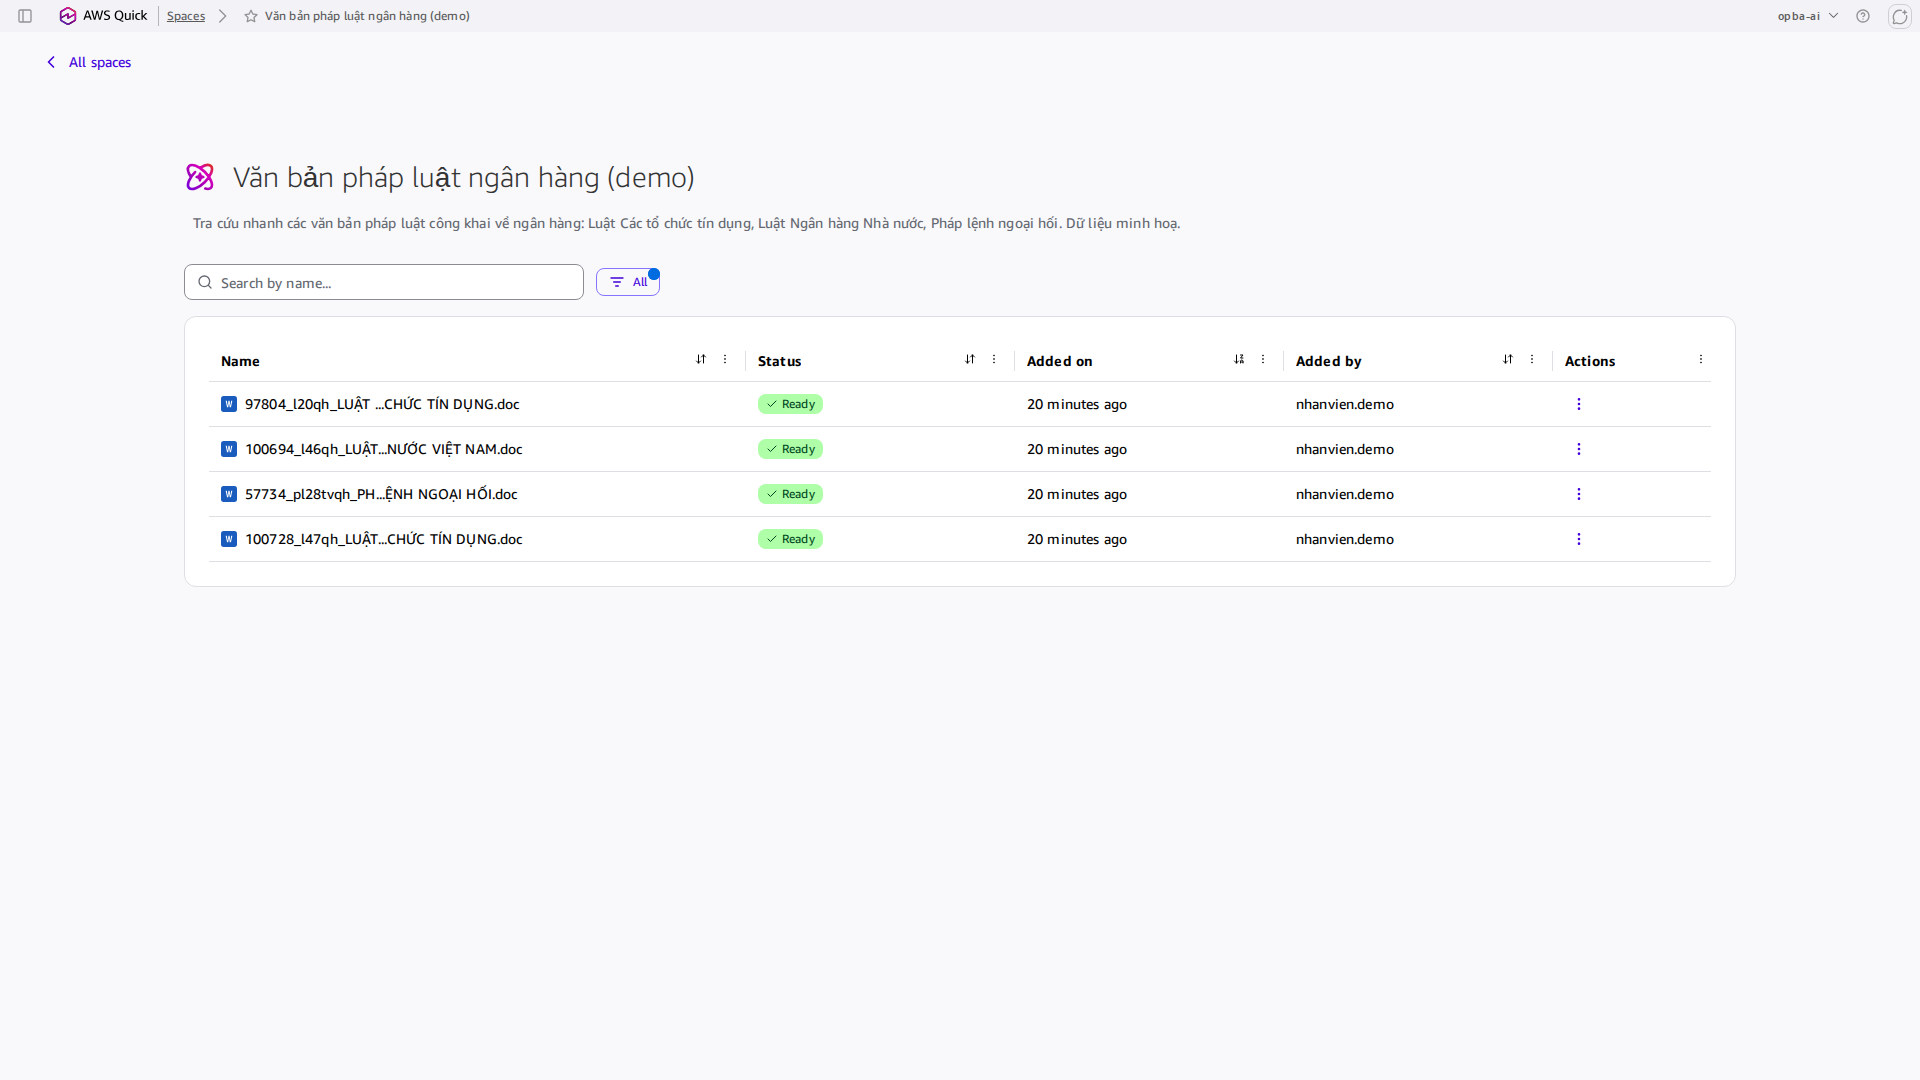 AWS Quick
Spaces
Văn bản pháp luật ngân hàng (demo)
opba-ai
All spaces
Văn bản pháp luật ngân hàng (demo)
Tra cứu nhanh các văn bản pháp luật công khai về ngân hàng: Luật Các tổ chức tín dụng, Luật Ngân hàng Nhà nước, Pháp lệnh ngoại hối. Dữ liệu minh hoạ.
Search by name...
All
Name Status Added on Added by Actions
97804_l20qh_LUẬT ...CHỨC TÍN DỤNG.doc Ready 20 minutes ago nhanvien.demo
100694_l46qh_LUẬT...NƯỚC VIỆT NAM.doc Ready 20 minutes ago nhanvien.demo
57734_pl28tvqh_PH...ỆNH NGOẠI HỐI.doc Ready 20 minutes ago nhanvien.demo
100728_l47qh_LUẬT...CHỨC TÍN DỤNG.doc Ready 20 minutes ago nhanvien.demo